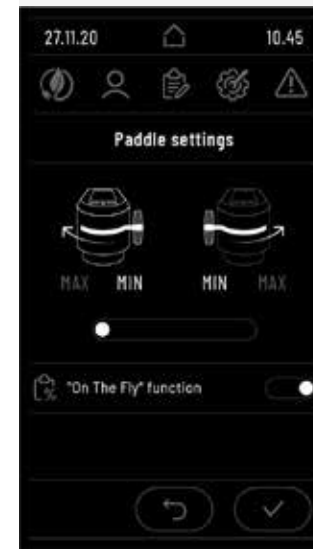 27.11.20 10.45
Paddle settings
MAX MIN MIN MAX
"On The Fly" function
%